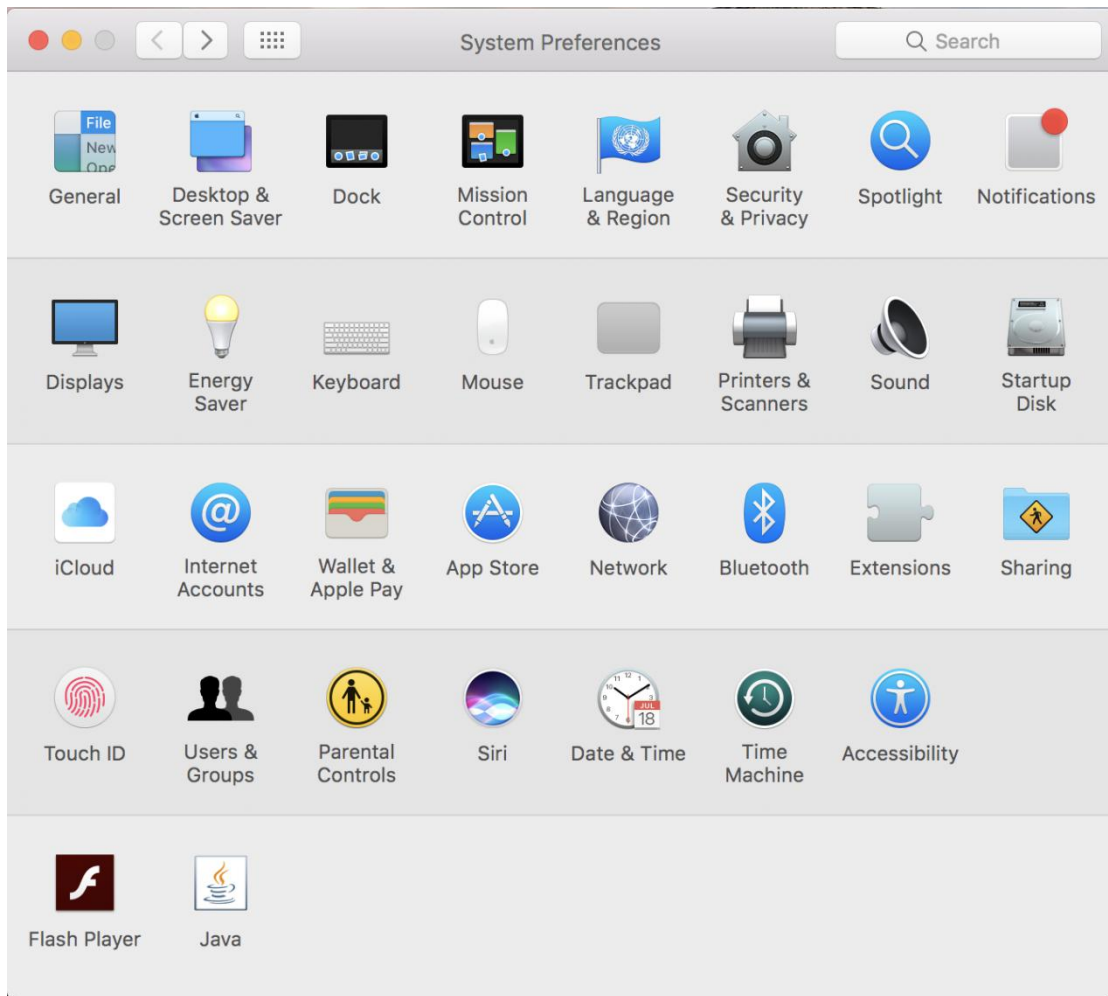 System Preferences
Search
File
New
Ope
General
Desktop &
Screen Saver
Dock
Mission
Control
Language
& Region
Security
& Privacy
Spotlight
Notifications
Displays
Energy
Saver
Keyboard
Mouse
Trackpad
Printers &
Scanners
Sound
Startup
Disk
@
iCloud
Internet
Accounts
Wallet &
Apple Pay
App Store
Network
Bluetooth
Extensions
Sharing
12
JUL
18
Touch ID
Users &
Groups
Parental
Controls
Siri
Date & Time
Time
Machine
Accessibility
Flash Player
Java